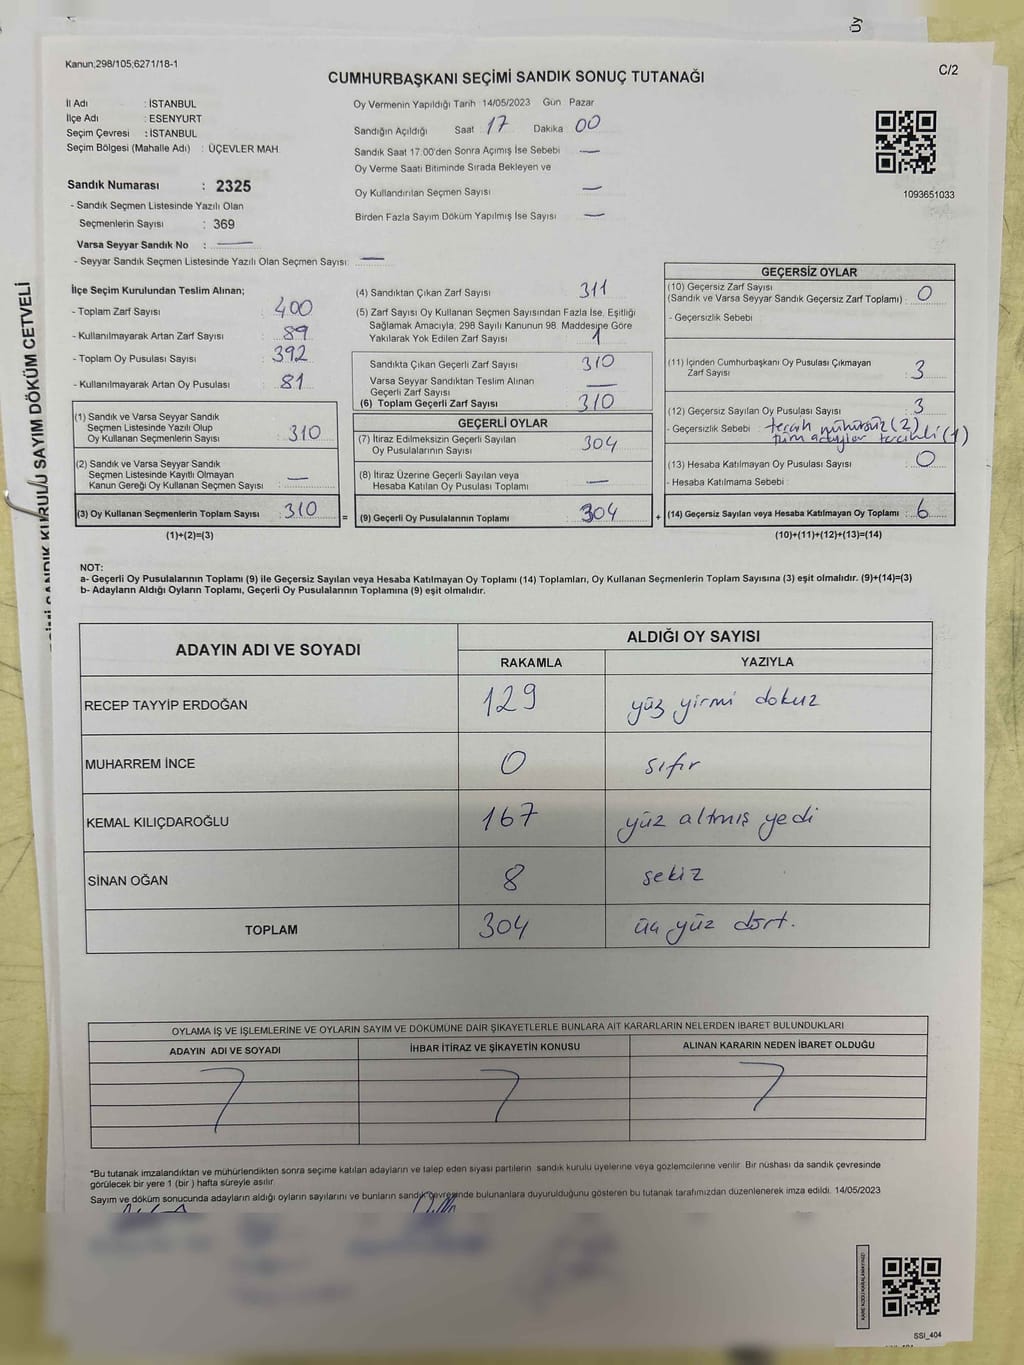 Kanun;298/105;6271/18-1
C/2
CUMHURBAŞKANI SEÇİMİ SANDIK SONUÇ TUTANAĞI
İl Adı : İSTANBUL
İlçe Adı : ESENYURT
Seçim Çevresi : İSTANBUL
Seçim Bölgesi (Mahalle Adı) : ÜÇEVLER MAH
Sandık Numarası : 2325
- Sandık Seçmen Listesinde Yazılı Olan
Seçmenlerin Sayısı : 369
Varsa Seyyar Sandık No : —
- Seyyar Sandık Seçmen Listesinde Yazılı Olan Seçmen Sayısı: —
Oy Vermenin Yapıldığı Tarih 14/05/2023 Gün Pazar
Sandığın Açıldığı Saat 17 Dakika 00
Sandık Saat 17:00'den Sonra Açımış İse Sebebi —
Oy Verme Saati Bitiminde Sırada Bekleyen ve
Oy Kullandırılan Seçmen Sayısı —
Birden Fazla Sayım Döküm Yapılmış İse Sayısı —
1093651033
İlçe Seçim Kurulundan Teslim Alınan;
- Toplam Zarf Sayısı : 400
- Kullanılmayarak Artan Zarf Sayısı : 89
- Toplam Oy Pusulası Sayısı : 392
- Kullanılmayarak Artan Oy Pusulası : 81
(1) Sandık ve Varsa Seyyar Sandık
Seçmen Listesinde Yazılı Olup
Oy Kullanan Seçmenlerin Sayısı : 310
(2) Sandık ve Varsa Seyyar Sandık
Seçmen Listesinde Kayıtlı Olmayan
Kanun Gereği Oy Kullanan Seçmen Sayısı : —
(3) Oy Kullanan Seçmenlerin Toplam Sayısı : 310
(1)+(2)=(3)
(4) Sandıktan Çıkan Zarf Sayısı : 311
(5) Zarf Sayısı Oy Kullanan Seçmen Sayısından Fazla İse, Eşitliği
Sağlamak Amacıyla, 298 Sayılı Kanunun 98. Maddesine Göre
Yakılarak Yok Edilen Zarf Sayısı : 1
Sandıkta Çıkan Geçerli Zarf Sayısı : 310
Varsa Seyyar Sandıktan Teslim Alınan
Geçerli Zarf Sayısı : —
(6) Toplam Geçerli Zarf Sayısı : 310
GEÇERLİ OYLAR
(7) İtiraz Edilmeksizin Geçerli Sayılan
Oy Pusulalarının Sayısı : 304
(8) İtiraz Üzerine Geçerli Sayılan veya
Hesaba Katılan Oy Pusulası Toplamı : —
= (9) Geçerli Oy Pusulalarının Toplamı : 304
GEÇERSİZ OYLAR
(10) Geçersiz Zarf Sayısı
(Sandık ve Varsa Seyyar Sandık Geçersiz Zarf Toplamı) : 0
- Geçersizlik Sebebi :
(11) İçinden Cumhurbaşkanı Oy Pusulası Çıkmayan
Zarf Sayısı : 3
(12) Geçersiz Sayılan Oy Pusulası Sayısı : 3
- Geçersizlik Sebebi : tercih mühürsüz (2)
tüm adaylar tercihli (1)
(13) Hesaba Katılmayan Oy Pusulası Sayısı : 0
- Hesaba Katılmama Sebebi :
+ (14) Geçersiz Sayılan veya Hesaba Katılmayan Oy Toplamı : 6
(10)+(11)+(12)+(13)=(14)
NOT:
a- Geçerli Oy Pusulalarının Toplamı (9) ile Geçersiz Sayılan veya Hesaba Katılmayan Oy Toplamı (14) Toplamları, Oy Kullanan Seçmenlerin Toplam Sayısına (3) eşit olmalıdır. (9)+(14)=(3)
b- Adayların Aldığı Oyların Toplamı, Geçerli Oy Pusulalarının Toplamına (9) eşit olmalıdır.
ADAYIN ADI VE SOYADI
ALDIĞI OY SAYISI
RAKAMLA YAZIYLA
RECEP TAYYİP ERDOĞAN 129 yüz yirmi dokuz
MUHARREM İNCE 0 sıfır
KEMAL KILIÇDAROĞLU 167 yüz altmış yedi
SİNAN OĞAN 8 sekiz
TOPLAM 304 üç yüz dört.
OYLAMA İŞ VE İŞLEMLERİNE VE OYLARIN SAYIM VE DÖKÜMÜNE DAİR ŞİKAYETLERLE BUNLARA AİT KARARLARIN NELERDEN İBARET BULUNDUKLARI
ADAYIN ADI VE SOYADI İHBAR İTİRAZ VE ŞİKAYETİN KONUSU ALINAN KARARIN NEDEN İBARET OLDUĞU
*Bu tutanak imzalandıktan ve mühürlendikten sonra seçime katılan adayların ve talep eden siyasi partilerin sandık kurulu üyelerine veya gözlemcilerine verilir. Bir nüshası da sandık çevresinde
görülecek bir yere 1 (bir ) hafta süreyle asılır.
Sayım ve döküm sonucunda adayların aldığı oyların sayılarını ve bunların sandık çevresinde bulunanlara duyurulduğunu gösteren bu tutanak tarafımızdan düzenlenerek imza edildi. 14/05/2023
SSI_404